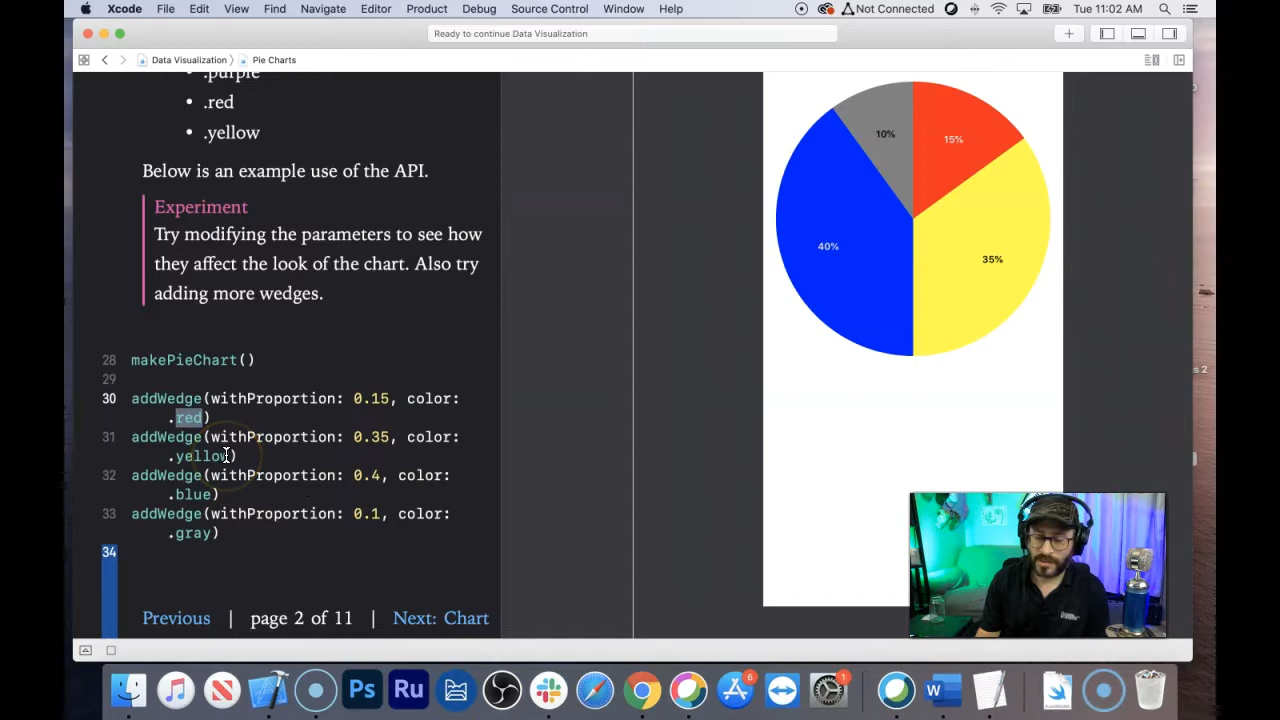 Xcode File Edit View Find Navigate Editor Product Debug Source Control Window Help Not Connected Tue 11:02 AM
Ready to continue Data Visualization
Data Visualization Pie Charts
• .purple
• .red
• .yellow
Below is an example use of the API.
Experiment
Try modifying the parameters to see how
they affect the look of the chart. Also try
adding more wedges.
28 makePieChart()
29
30 addWedge(withProportion: 0.15, color:
.red)
31 addWedge(withProportion: 0.35, color:
.yellow)
32 addWedge(withProportion: 0.4, color:
.blue)
33 addWedge(withProportion: 0.1, color:
.gray)
34
Previous | page 2 of 11 | Next: Chart
10%
15%
40%
35%
s 2
Ps
Ru
6
W
1